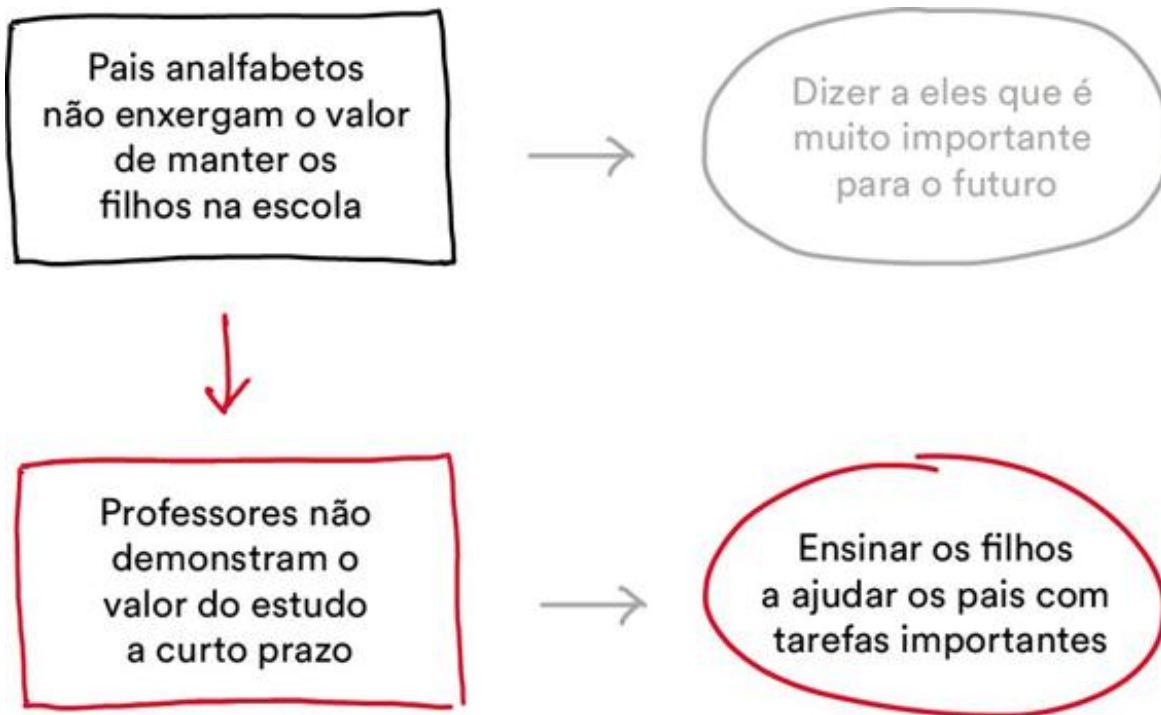 Pais analfabetos
não enxergam o valor
de manter os
filhos na escola
Dizer a eles que é
muito importante
para o futuro
Professores não
demonstram o
valor do estudo
a curto prazo
Ensinar os filhos
a ajudar os pais com
tarefas importantes